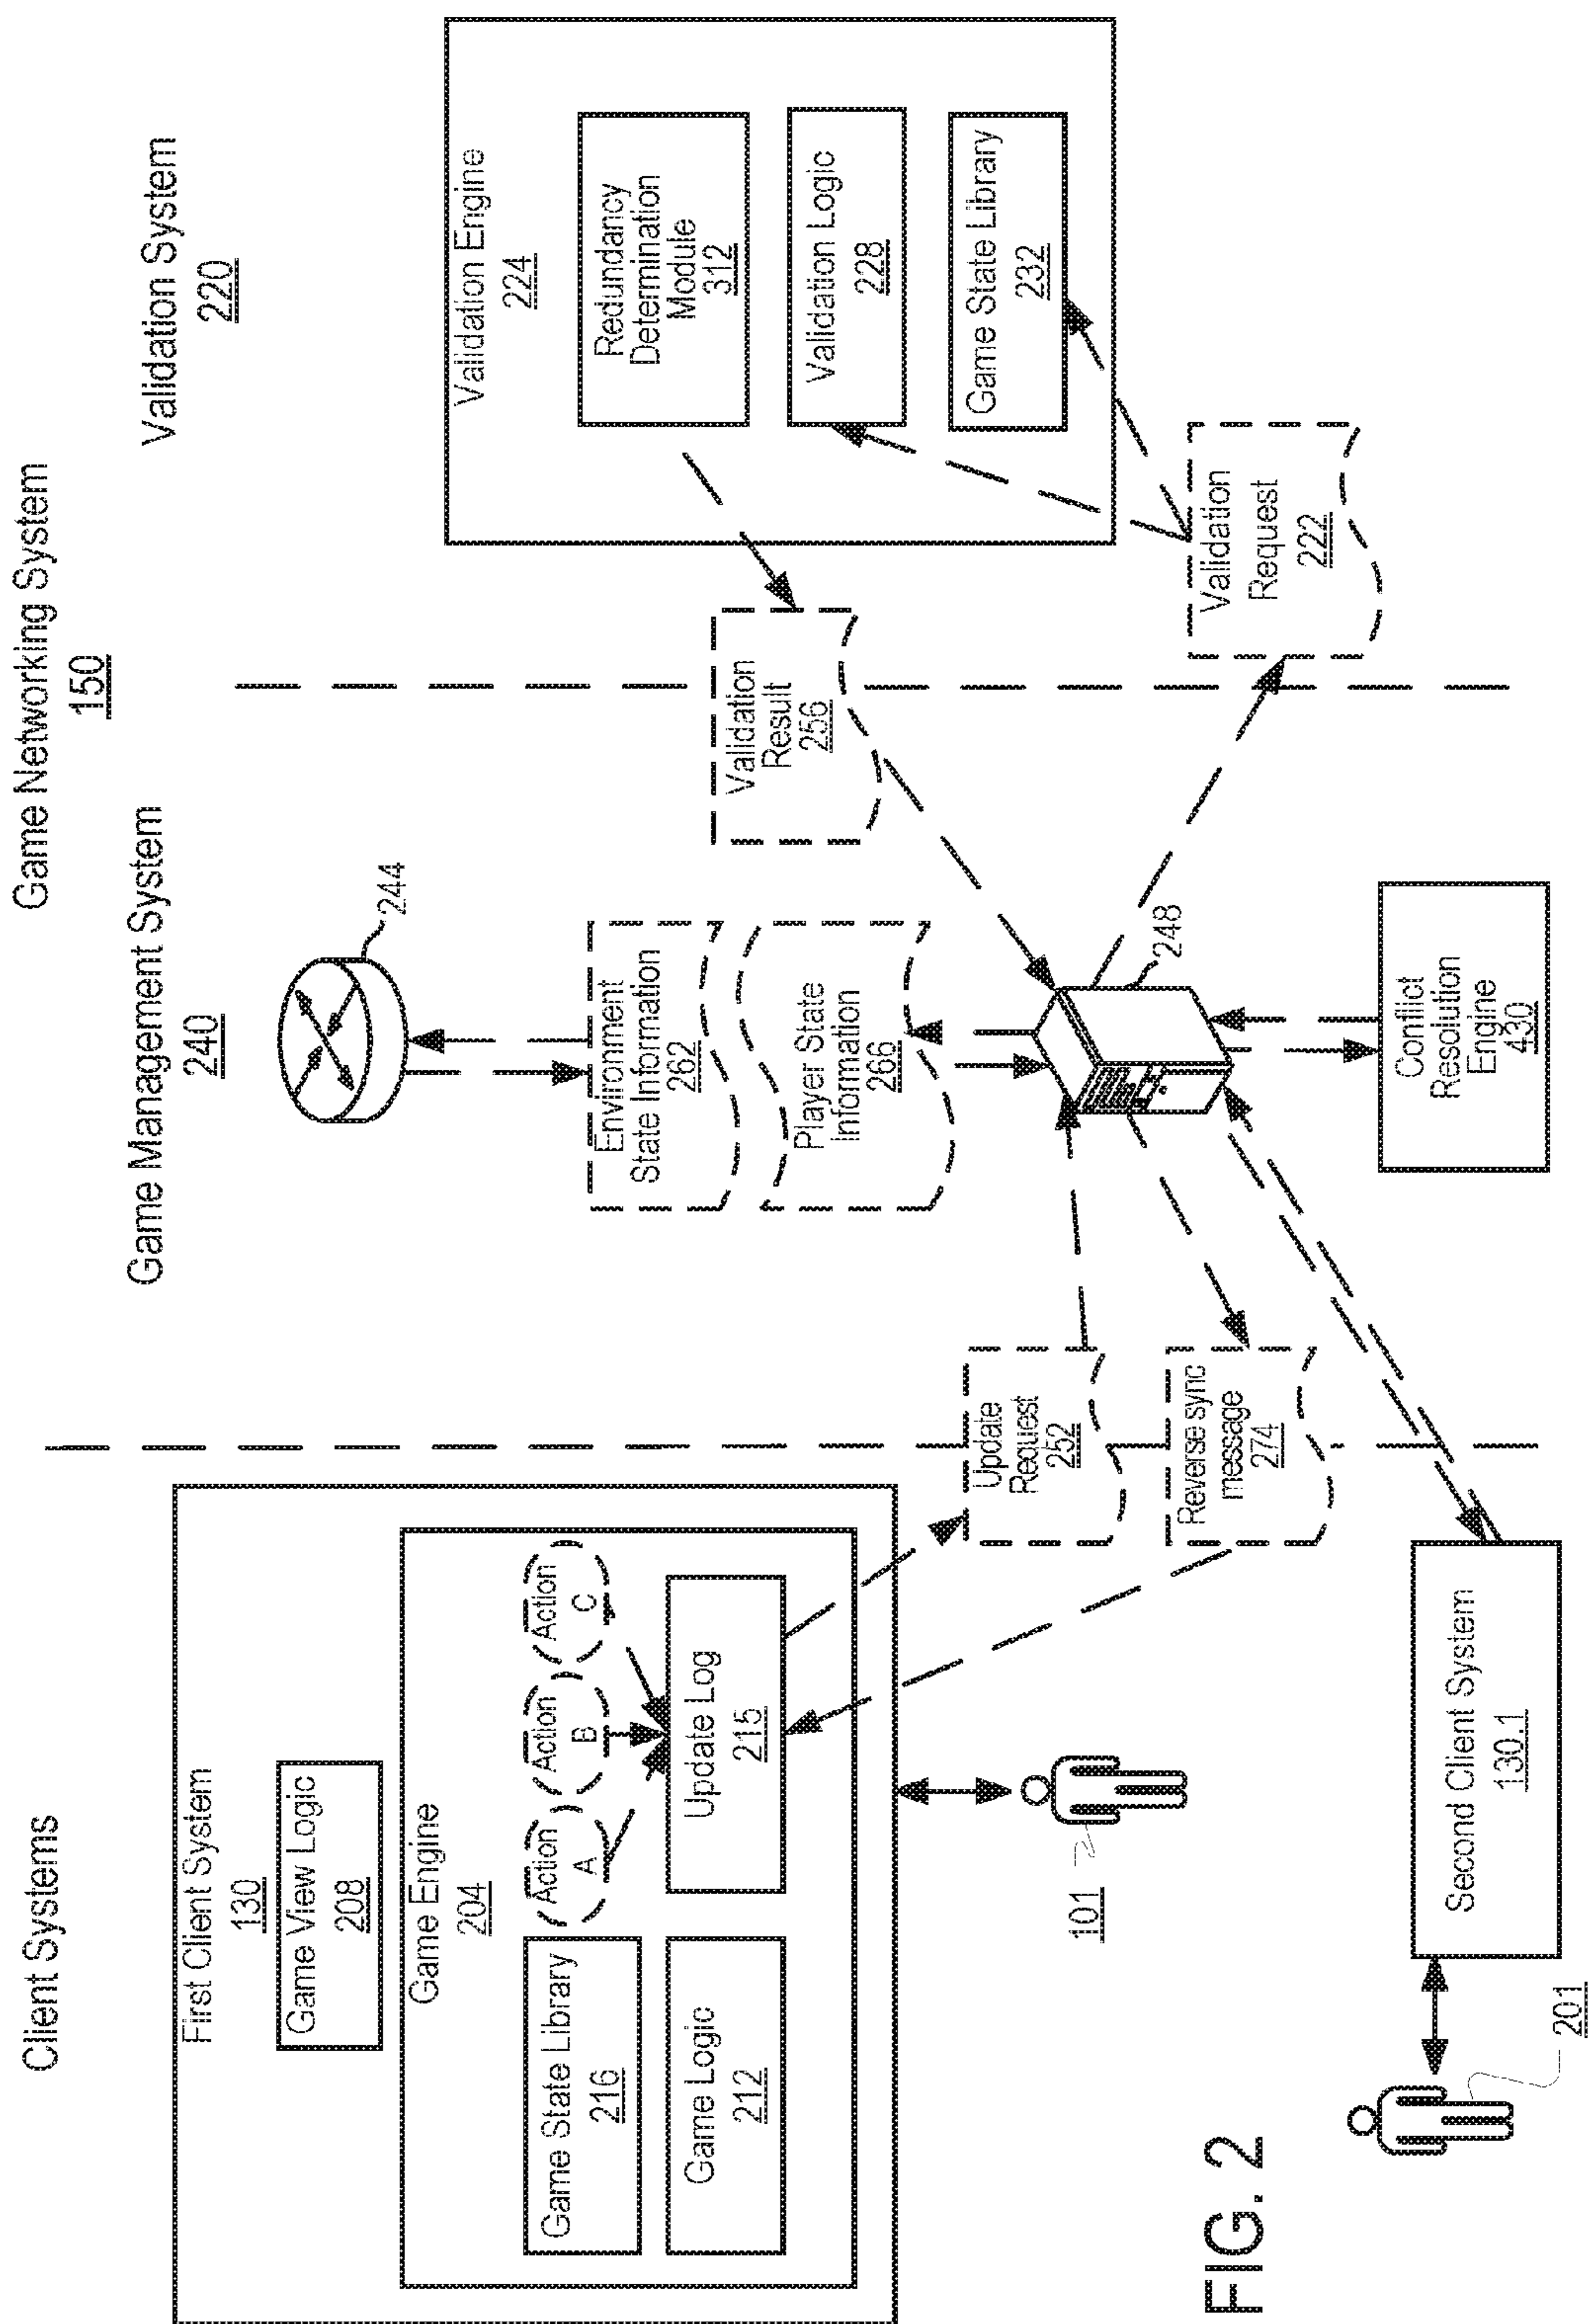 Client Systems
Game Networking System
150
Game Management System
240
Validation System
220
First Client System
130
Game View Logic
208
Game Engine
204
Game State Library
216
Game Logic
212
Action
A
Action
B
Action
C
Update Log
215
101
Second Client System
130.1
201
Update
Request
252
Reverse sync
message
274
244
Environment
State Information
262
Player State
Information
266
248
Conflict
Resolution
Engine
430
Validation
Result
256
Validation
Request
222
Validation Engine
224
Redundancy
Determination
Module
312
Validation Logic
228
Game State Library
232
FIG. 2